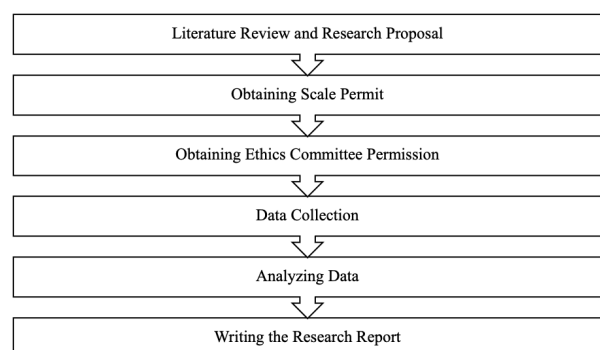 Literature Review and Research Proposal
Obtaining Scale Permit
Obtaining Ethics Committee Permission
Data Collection
Analyzing Data
Writing the Research Report